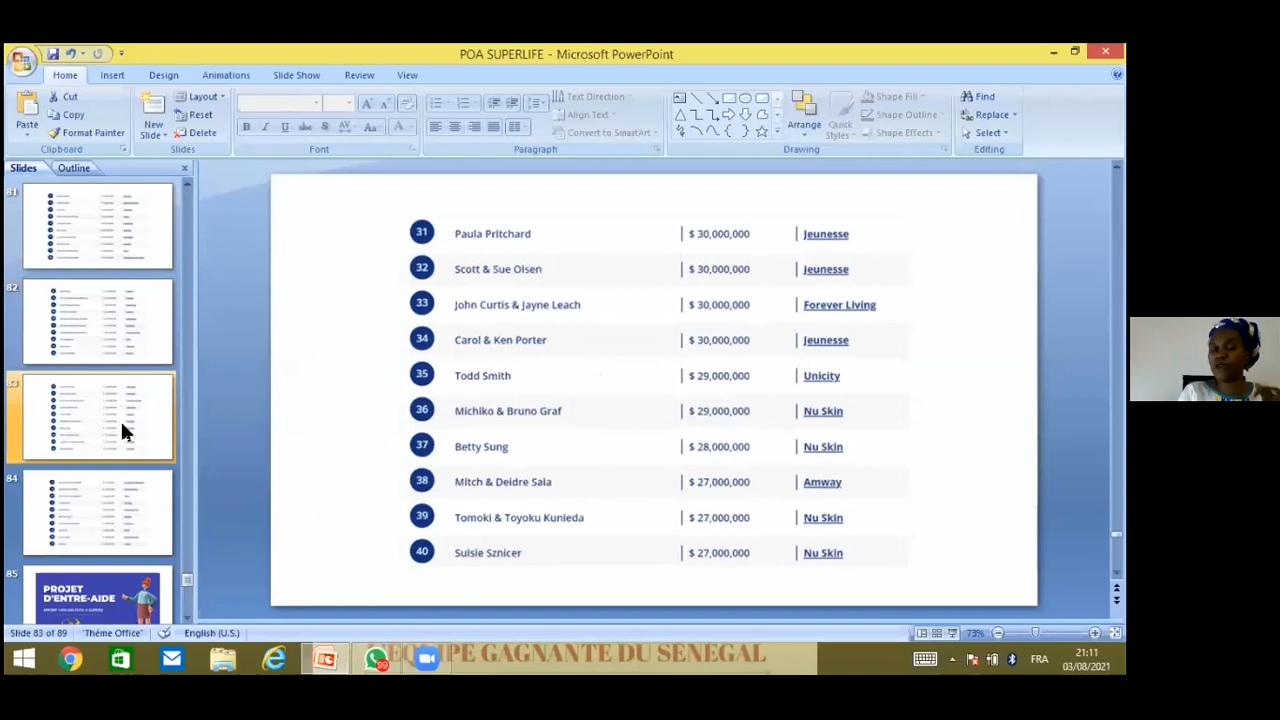 POA SUPERLIFE - Microsoft PowerPoint
Home Insert Design Animations Slide Show Review View
Cut
Copy
Format Painter
Paste
Clipboard
New Slide
Layout
Reset
Delete
Slides
Font
Text Direction
Align Text
Convert to SmartArt
Paragraph
Arrange
Quick Styles
Shape Fill
Shape Outline
Shape Effects
Drawing
Find
Replace
Select
Editing
Slides Outline
81
82
83
84
85
PROJET
D'ENTRE-AIDE
31 Paula Pritchard $ 30,000,000 Jeunesse
32 Scott & Sue Olsen $ 30,000,000 Jeunesse
33 John Curtis & Jayne Leach $ 30,000,000 Forever Living
34 Carol & Ken Porter $ 30,000,000 Jeunesse
35 Todd Smith $ 29,000,000 Unicity
36 Michiko & Bruno Graf $ 29,000,000 Nu Skin
37 Betty Sung $ 28,000,000 Nu Skin
38 Mitch & Deidre Sala $ 27,000,000 Amway
39 Tomoki & Toyoku Kunieda $ 27,000,000 Nu Skin
40 Suisie Sznicer $ 27,000,000 Nu Skin
Slide 83 of 89 "Thème Office" English (U.S.) 73%
99
EQUIPE GAGNANTE DU SENEGAL
FRA
21:11
03/08/2021